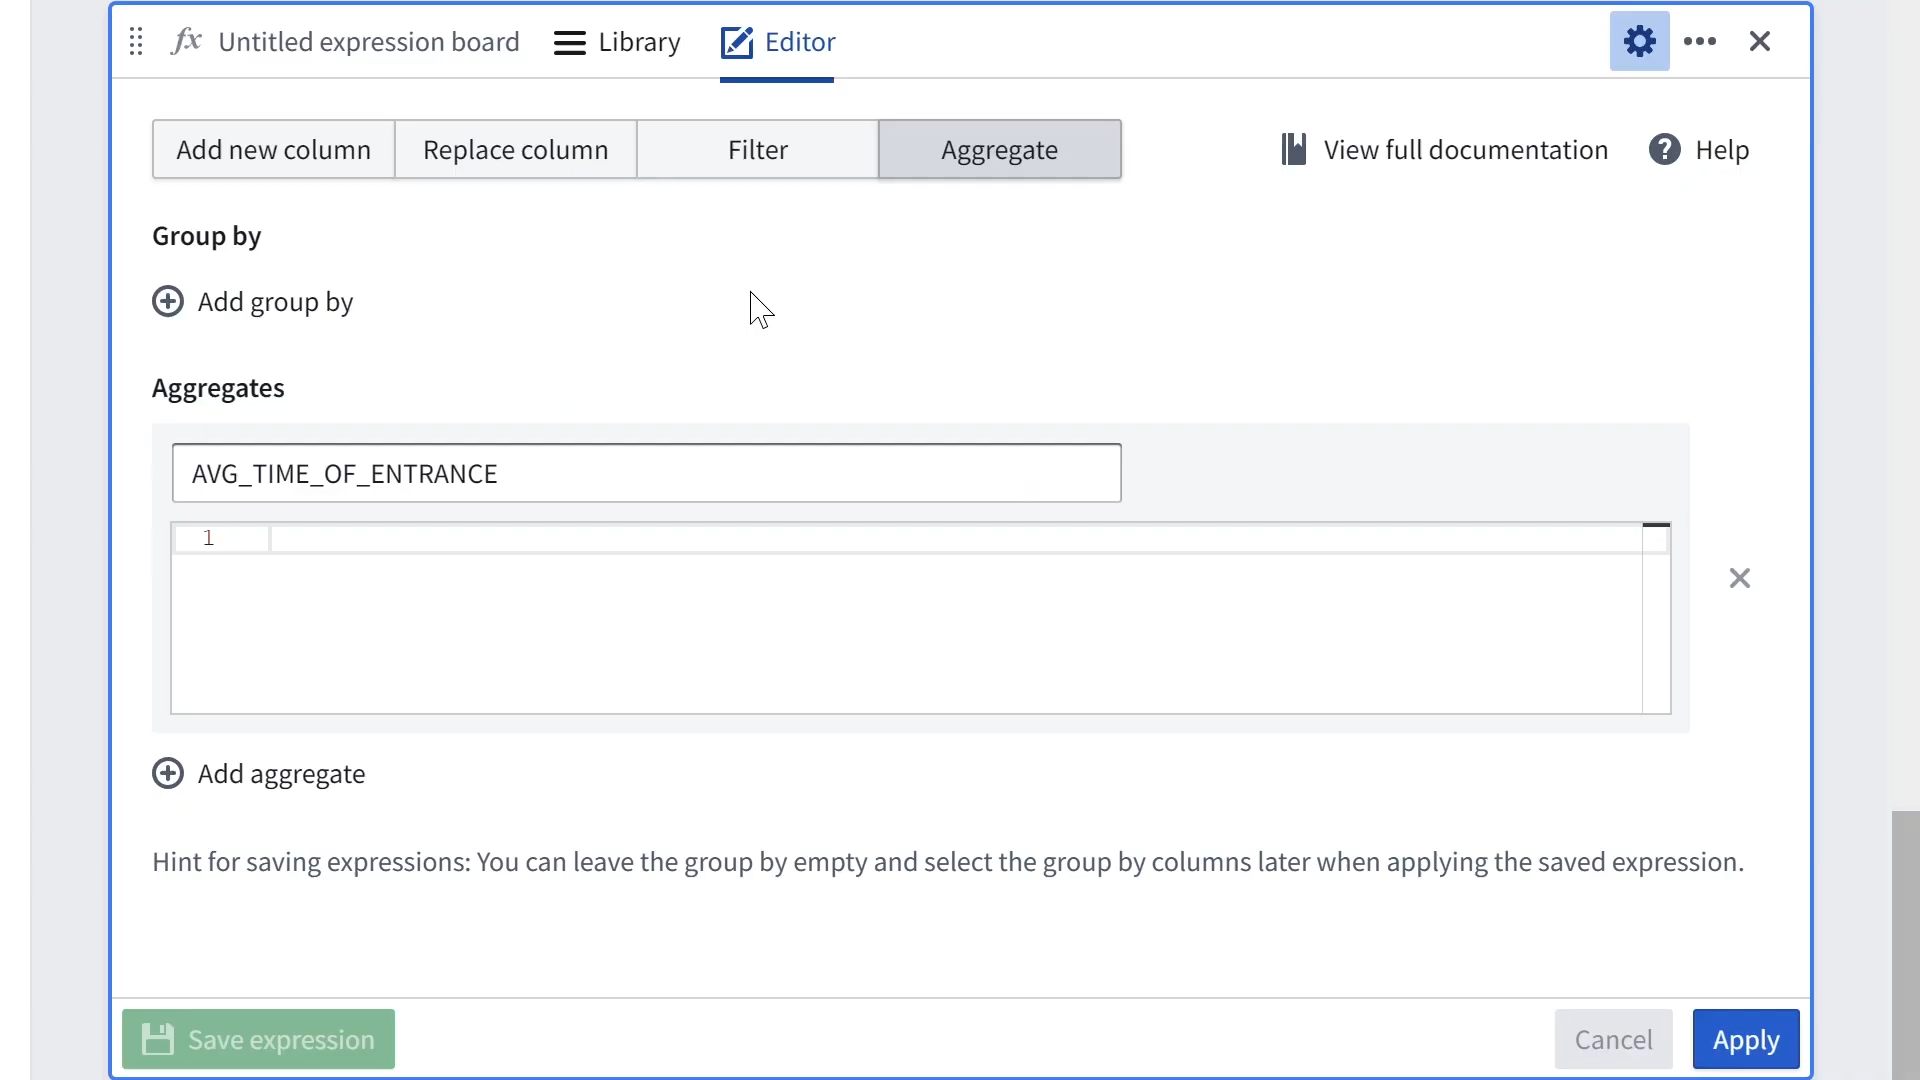 fx Untitled expression board Library Editor
Add new column Replace column Filter Aggregate View full documentation ? Help
Group by
Add group by
Aggregates
AVG_TIME_OF_ENTRANCE
1
Add aggregate
Hint for saving expressions: You can leave the group by empty and select the group by columns later when applying the saved expression.
Save expression Cancel Apply